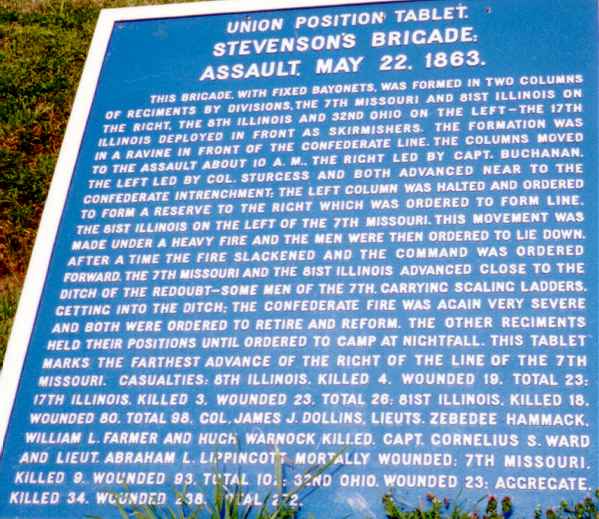 UNION POSITION TABLET.
STEVENSON'S BRIGADE:
ASSAULT, MAY 22, 1863.
THIS BRIGADE, WITH FIXED BAYONETS, WAS FORMED IN TWO COLUMNS
OF REGIMENTS BY DIVISIONS, THE 7TH MISSOURI AND 81ST ILLINOIS ON
THE RIGHT, THE 8TH ILLINOIS AND 32ND OHIO ON THE LEFT—THE 17TH
ILLINOIS DEPLOYED IN FRONT AS SKIRMISHERS. THE FORMATION WAS
IN A RAVINE IN FRONT OF THE CONFEDERATE LINE. THE COLUMNS MOVED
TO THE ASSAULT ABOUT 10 A.M., THE RIGHT LED BY CAPT. BUCHANAN.
THE LEFT LED BY COL. STURGESS AND BOTH ADVANCED NEAR TO THE
CONFEDERATE INTRENCHMENT; THE LEFT COLUMN WAS HALTED AND ORDERED
TO FORM A RESERVE TO THE RIGHT WHICH WAS ORDERED TO FORM LINE,
THE 81ST ILLINOIS ON THE LEFT OF THE 7TH MISSOURI. THIS MOVEMENT WAS
MADE UNDER A HEAVY FIRE AND THE MEN WERE THEN ORDERED TO LIE DOWN.
AFTER A TIME THE FIRE SLACKENED AND THE COMMAND WAS ORDERED
FORWARD, THE 7TH MISSOURI AND THE 81ST ILLINOIS ADVANCED CLOSE TO THE
DITCH OF THE REDOUBT—SOME MEN OF THE 7TH, CARRYING SCALING LADDERS,
GETTING INTO THE DITCH; THE CONFEDERATE FIRE WAS AGAIN VERY SEVERE
AND BOTH WERE ORDERED TO RETIRE AND REFORM. THE OTHER REGIMENTS
HELD THEIR POSITIONS UNTIL ORDERED TO CAMP AT NIGHTFALL. THIS TABLET
MARKS THE FARTHEST ADVANCE OF THE RIGHT OF THE LINE OF THE 7TH
MISSOURI. CASUALTIES: 8TH ILLINOIS, KILLED 4, WOUNDED 19, TOTAL 23;
17TH ILLINOIS, KILLED 3, WOUNDED 23, TOTAL 26; 81ST ILLINOIS, KILLED 18,
WOUNDED 80, TOTAL 98, COL. JAMES J. DOLLINS, LIEUTS. ZEBEDEE HAMMACK,
WILLIAM L. FARMER AND HUGH WARNOCK KILLED, CAPT. CORNELIUS S. WARD
AND LIEUT. ABRAHAM L. LIPPINCOTT MORTALLY WOUNDED; 7TH MISSOURI,
KILLED 9, WOUNDED 93, TOTAL 102; 32ND OHIO, WOUNDED 23; AGGREGATE,
KILLED 34, WOUNDED 238, TOTAL 272.